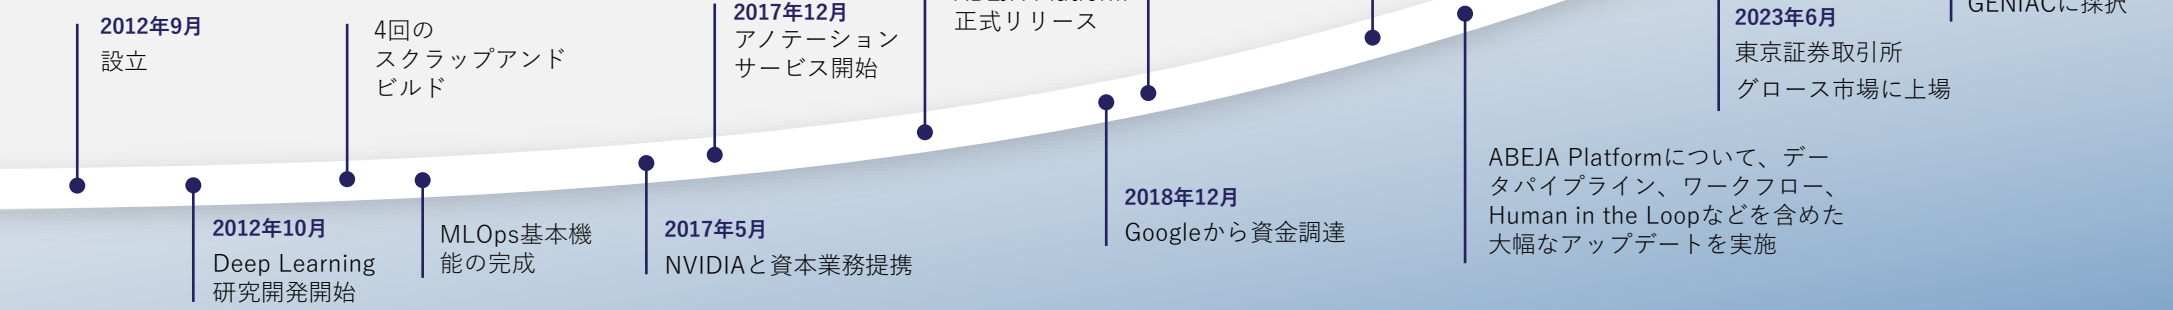 2012年9月
設立
2012年10月
Deep Learning
研究開発開始
4回の
スクラップアンド
ビルド
MLOps基本機
能の完成
2017年5月
NVIDIAと資本業務提携
2017年12月
アノテーション
サービス開始
正式リリース
2018年12月
Googleから資金調達
ABEJA Platformについて、デー
タパイプライン、ワークフロー、
Human in the Loopなどを含めた
大幅なアップデートを実施
2023年6月
東京証券取引所
グロース市場に上場
GENIACに採択